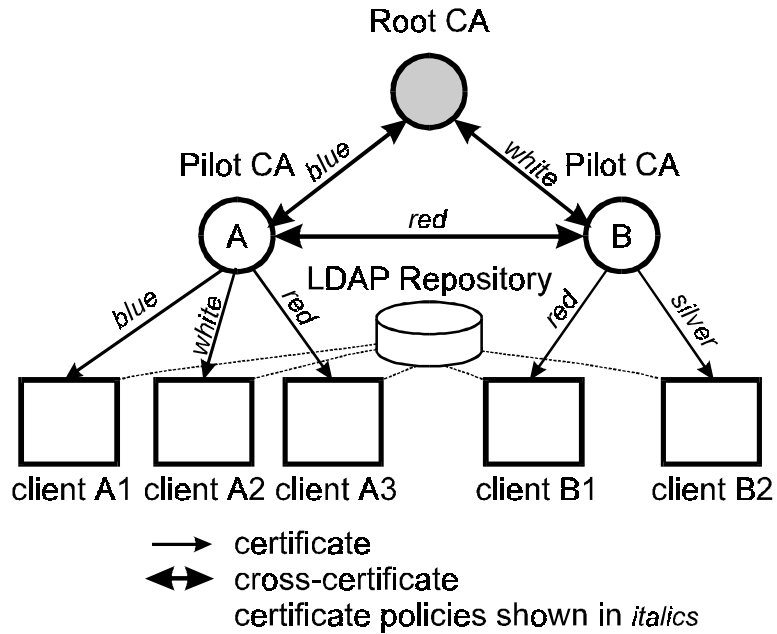 Root CA
Pilot CA
blue
white
Pilot CA
A
red
B
LDAP Repository
blue
white
red
red
silver
client A1
client A2
client A3
client B1
client B2
certificate
cross-certificate
certificate policies shown in italics